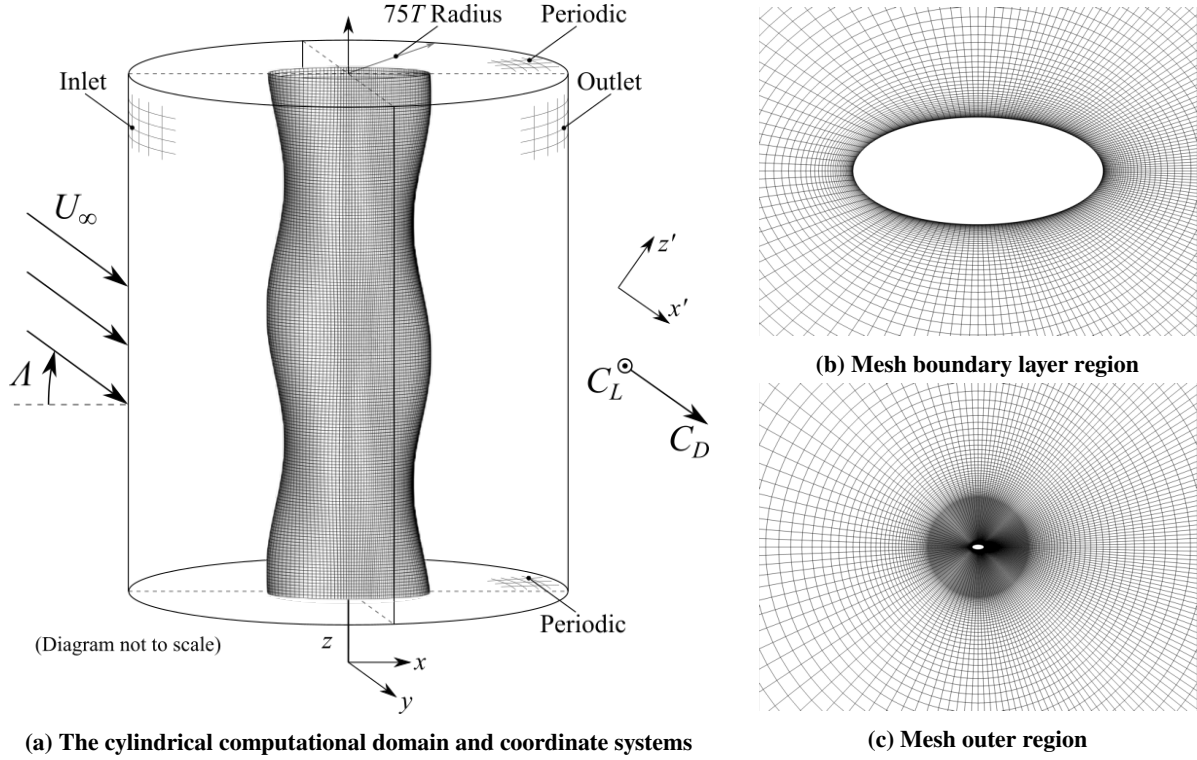 75T Radius
Periodic
Inlet
Outlet
U∞
Λ
z′
x′
C_L
C_D
Periodic
(Diagram not to scale)
z
x
y
(a) The cylindrical computational domain and coordinate systems
(b) Mesh boundary layer region
(c) Mesh outer region